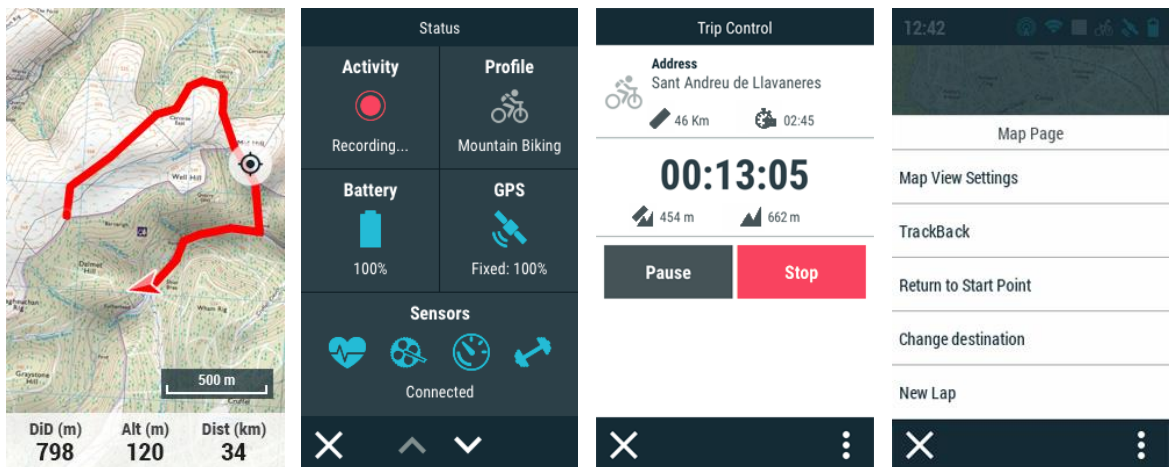 Well Hill
500 m
DiD (m)
Alt (m)
Dist (km)
798
120
34
Status
Activity
Profile
Recording...
Mountain Biking
Battery
GPS
100%
Fixed: 100%
Sensors
Connected
Trip Control
Address
Sant Andreu de Llavaneres
46 Km
02:45
00:13:05
454 m
662 m
Pause
Stop
12:42
Map Page
Map View Settings
TrackBack
Return to Start Point
Change destination
New Lap